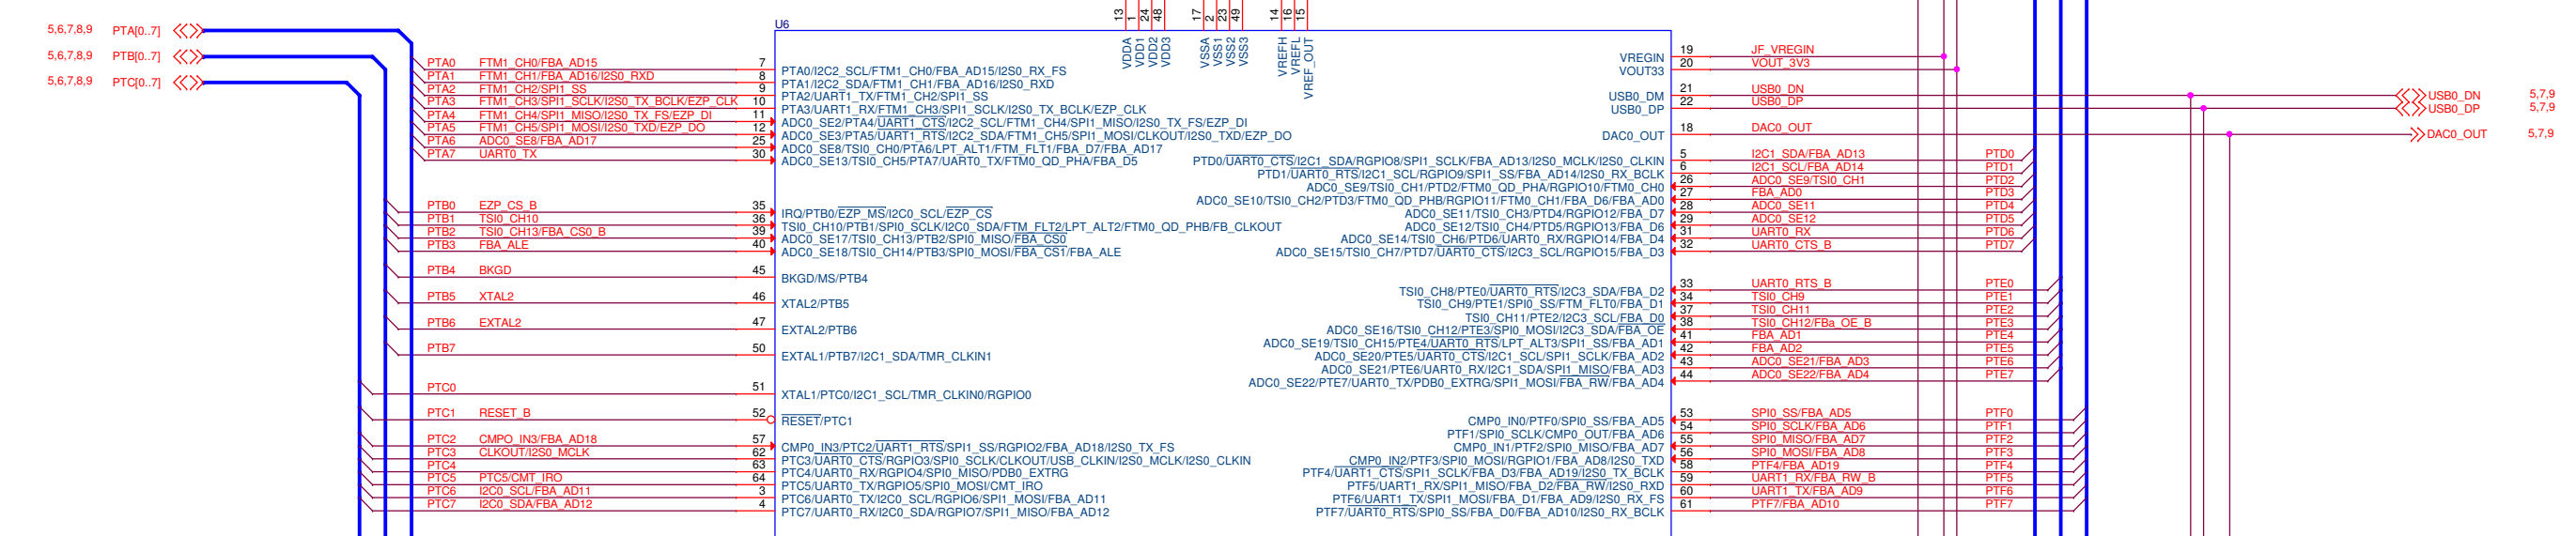 U6
13 1 24 48 17 2 23 49 14 16 15
VDDA VDD1 VDD2 VDD3 VSSA VSS1 VSS2 VSS3 VREFH VREFL VREF_OUT
5,6,7,8,9 PTA[0..7]
5,6,7,8,9 PTB[0..7]
5,6,7,8,9 PTC[0..7]
PTA0 FTM1_CH0/FBA_AD15 7 PTA0/I2C2_SCL/FTM1_CH0/FBA_AD15/I2S0_RX_FS
PTA1 FTM1_CH1/FBA_AD16/I2S0_RXD 8 PTA1/I2C2_SDA/FTM1_CH1/FBA_AD16/I2S0_RXD
PTA2 FTM1_CH2/SPI1_SS 9 PTA2/UART1_TX/FTM1_CH2/SPI1_SS
PTA3 FTM1_CH3/SPI1_SCLK/I2S0_TX_BCLK/EZP_CLK 10 PTA3/UART1_RX/FTM1_CH3/SPI1_SCLK/I2S0_TX_BCLK/EZP_CLK
PTA4 FTM1_CH4/SPI1_MISO/I2S0_TX_FS/EZP_DI 11 ADC0_SE2/PTA4/UART1_CTS/I2C2_SCL/FTM1_CH4/SPI1_MISO/I2S0_TX_FS/EZP_DI
PTA5 FTM1_CH5/SPI1_MOSI/I2S0_TXD/EZP_DO 12 ADC0_SE3/PTA5/UART1_RTS/I2C2_SDA/FTM1_CH5/SPI1_MOSI/CLKOUT/I2S0_TXD/EZP_DO
PTA6 ADC0_SE8/FBA_AD17 25 ADC0_SE8/TSI0_CH0/PTA6/LPT_ALT1/FTM_FLT1/FBA_D7/FBA_AD17
PTA7 UART0_TX 30 ADC0_SE13/TSI0_CH5/PTA7/UART0_TX/FTM0_QD_PHA/FBA_D5
PTB0 EZP_CS_B 35 IRQ/PTB0/EZP_MS/I2C0_SCL/EZP_CS
PTB1 TSI0_CH10 36 TSI0_CH10/PTB1/SPI0_SCLK/I2C0_SDA/FTM_FLT2/LPT_ALT2/FTM0_QD_PHB/FB_CLKOUT
PTB2 TSI0_CH13/FBA_CS0_B 39 ADC0_SE17/TSI0_CH13/PTB2/SPI0_MISO/FBA_CS0
PTB3 FBA_ALE 40 ADC0_SE18/TSI0_CH14/PTB3/SPI0_MOSI/FBA_CS1/FBA_ALE
PTB4 BKGD 45 BKGD/MS/PTB4
PTB5 XTAL2 46 XTAL2/PTB5
PTB6 EXTAL2 47 EXTAL2/PTB6
PTB7 50 EXTAL1/PTB7/I2C1_SDA/TMR_CLKIN1
PTC0 51 XTAL1/PTC0/I2C1_SCL/TMR_CLKIN0/RGPIO0
PTC1 RESET_B 52 RESET/PTC1
PTC2 CMPO_IN3/FBA_AD18 57 CMP0_IN3/PTC2/UART1_RTS/SPI1_SS/RGPIO2/FBA_AD18/I2S0_TX_FS
PTC3 CLKOUT/I2S0_MCLK 62 PTC3/UART0_CTS/RGPIO3/SPI0_SCLK/CLKOUT/USB_CLKIN/I2S0_MCLK/I2S0_CLKIN
PTC4 63 PTC4/UART0_RX/RGPIO4/SPI0_MISO/PDB0_EXTRG
PTC5 PTC5/CMT_IRO 64 PTC5/UART0_TX/RGPIO5/SPI0_MOSI/CMT_IRO
PTC6 I2C0_SCL/FBA_AD11 3 PTC6/UART0_TX/I2C0_SCL/RGPIO6/SPI1_MOSI/FBA_AD11
PTC7 I2C0_SDA/FBA_AD12 4 PTC7/UART0_RX/I2C0_SDA/RGPIO7/SPI1_MISO/FBA_AD12
VREGIN 19 JF_VREGIN
VOUT33 20 VOUT_3V3
USB0_DM 21 USB0_DN USB0_DN 5,7,9
USB0_DP 22 USB0_DP USB0_DP 5,7,9
DAC0_OUT 18 DAC0_OUT DAC0_OUT 5,7,9
PTD0/UART0_CTS/I2C1_SDA/RGPIO8/SPI1_SCLK/FBA_AD13/I2S0_MCLK/I2S0_CLKIN 5 I2C1_SDA/FBA_AD13 PTD0
PTD1/UART0_RTS/I2C1_SCL/RGPIO9/SPI1_SS/FBA_AD14/I2S0_RX_BCLK 6 I2C1_SCL/FBA_AD14 PTD1
ADC0_SE9/TSI0_CH1/PTD2/FTM0_QD_PHA/RGPIO10/FTM0_CH0 26 ADC0_SE9/TSI0_CH1 PTD2
ADC0_SE10/TSI0_CH2/PTD3/FTM0_QD_PHB/RGPIO11/FTM0_CH1/FBA_D6/FBA_AD0 27 FBA_AD0 PTD3
ADC0_SE11/TSI0_CH3/PTD4/RGPIO12/FBA_D7 28 ADC0_SE11 PTD4
ADC0_SE12/TSI0_CH4/PTD5/RGPIO13/FBA_D6 29 ADC0_SE12 PTD5
ADC0_SE14/TSI0_CH6/PTD6/UART0_RX/RGPIO14/FBA_D4 31 UART0_RX PTD6
ADC0_SE15/TSI0_CH7/PTD7/UART0_CTS/I2C3_SCL/RGPIO15/FBA_D3 32 UART0_CTS_B PTD7
TSI0_CH8/PTE0/UART0_RTS/I2C3_SDA/FBA_D2 33 UART0_RTS_B PTE0
TSI0_CH9/PTE1/SPI0_SS/FTM_FLT0/FBA_D1 34 TSI0_CH9 PTE1
TSI0_CH11/PTE2/I2C3_SCL/FBA_D0 37 TSI0_CH11 PTE2
ADC0_SE16/TSI0_CH12/PTE3/SPI0_MOSI/I2C3_SDA/FBA_OE 38 TSI0_CH12/FBa_OE_B PTE3
ADC0_SE19/TSI0_CH15/PTE4/UART0_RTS/LPT_ALT3/SPI1_SS/FBA_AD1 41 FBA_AD1 PTE4
ADC0_SE20/PTE5/UART0_CTS/I2C1_SCL/SPI1_SCLK/FBA_AD2 42 FBA_AD2 PTE5
ADC0_SE21/PTE6/UART0_RX/I2C1_SDA/SPI1_MISO/FBA_AD3 43 ADC0_SE21/FBA_AD3 PTE6
ADC0_SE22/PTE7/UART0_TX/PDB0_EXTRG/SPI1_MOSI/FBA_RW/FBA_AD4 44 ADC0_SE22/FBA_AD4 PTE7
CMP0_IN0/PTF0/SPI0_SS/FBA_AD5 53 SPI0_SS/FBA_AD5 PTF0
PTF1/SPI0_SCLK/CMP0_OUT/FBA_AD6 54 SPI0_SCLK/FBA_AD6 PTF1
CMP0_IN1/PTF2/SPI0_MISO/FBA_AD7 55 SPI0_MISO/FBA_AD7 PTF2
CMP0_IN2/PTF3/SPI0_MOSI/RGPIO1/FBA_AD8/I2S0_TXD 56 SPI0_MOSI/FBA_AD8 PTF3
PTF4/UART1_CTS/SPI1_SCLK/FBA_D3/FBA_AD19/I2S0_TX_BCLK 58 PTF4/FBA_AD19 PTF4
PTF5/UART1_RX/SPI1_MISO/FBA_D2/FBA_RW/I2S0_RXD 59 UART1_RX/FBA_RW_B PTF5
PTF6/UART1_TX/SPI1_MOSI/FBA_D1/FBA_AD9/I2S0_RX_FS 60 UART1_TX/FBA_AD9 PTF6
PTF7/UART0_RTS/SPI0_SS/FBA_D0/FBA_AD10/I2S0_RX_BCLK 61 PTF7/FBA_AD10 PTF7